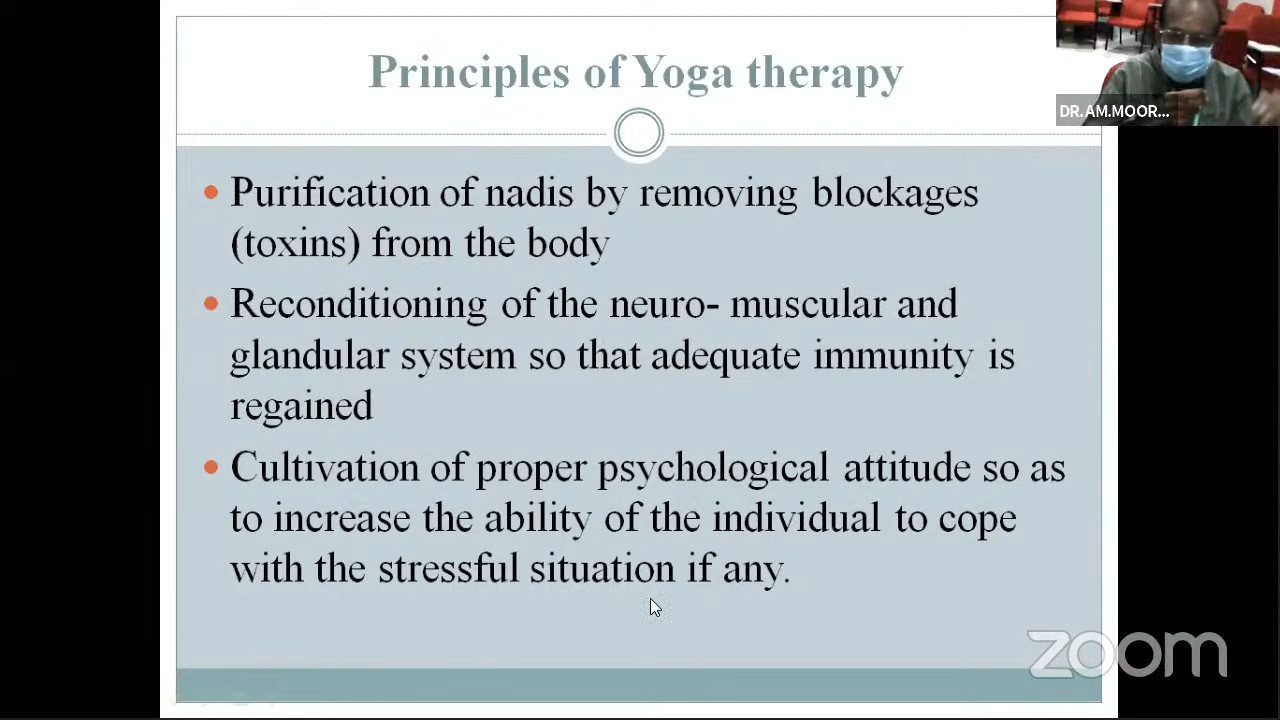 Principles of Yoga therapy
DR.AM.MOOR...
• Purification of nadis by removing blockages
(toxins) from the body
• Reconditioning of the neuro- muscular and
glandular system so that adequate immunity is
regained
• Cultivation of proper psychological attitude so as
to increase the ability of the individual to cope
with the stressful situation if any.
zoom